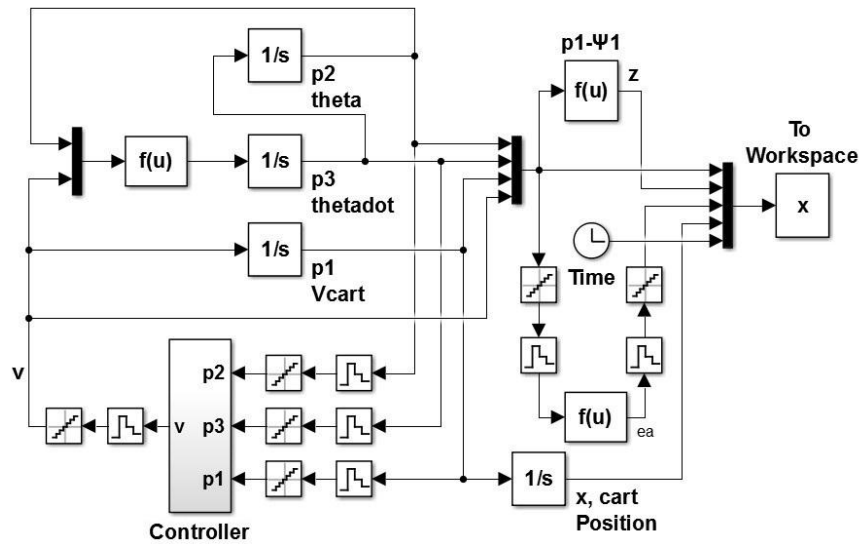 p1-Ψ1
1/s
p2
theta
f(u)
z
To
Workspace
f(u)
1/s
p3
thetadot
x
1/s
p1
Vcart
Time
v
p2
p3
v
p1
f(u)
ea
1/s
x, cart
Position
Controller